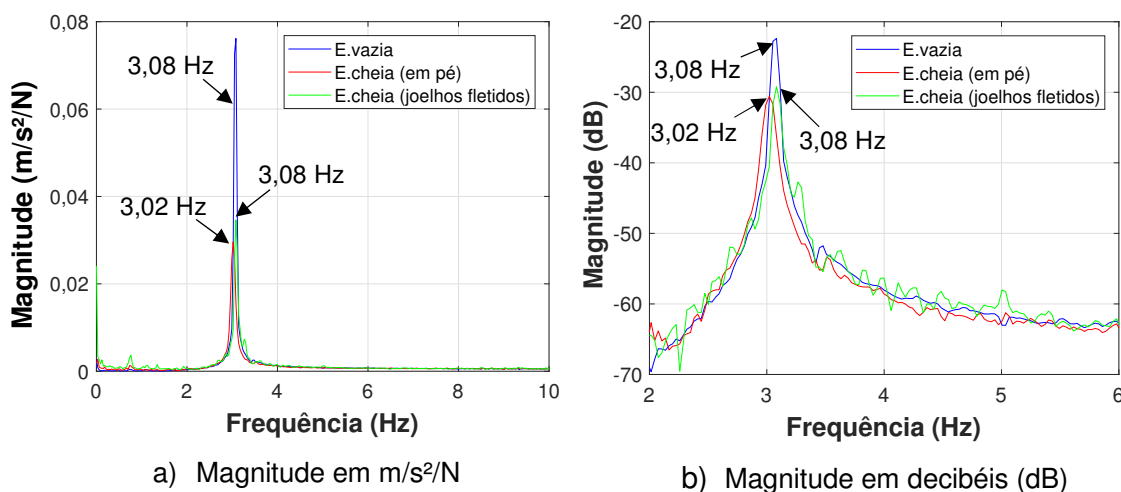 0,08
0,06
0,04
0,02
0
0
2
4
6
8
10
Magnitude (m/s²/N)
Frequência (Hz)
E.vazia
E.cheia (em pé)
E.cheia (joelhos fletidos)
3,08 Hz
3,08 Hz
3,02 Hz
a) Magnitude em m/s²/N
-20
-30
-40
-50
-60
-70
2
3
4
5
6
Magnitude (dB)
Frequência (Hz)
E.vazia
E.cheia (em pé)
E.cheia (joelhos fletidos)
3,08 Hz
3,02 Hz
3,08 Hz
b) Magnitude em decibéis (dB)